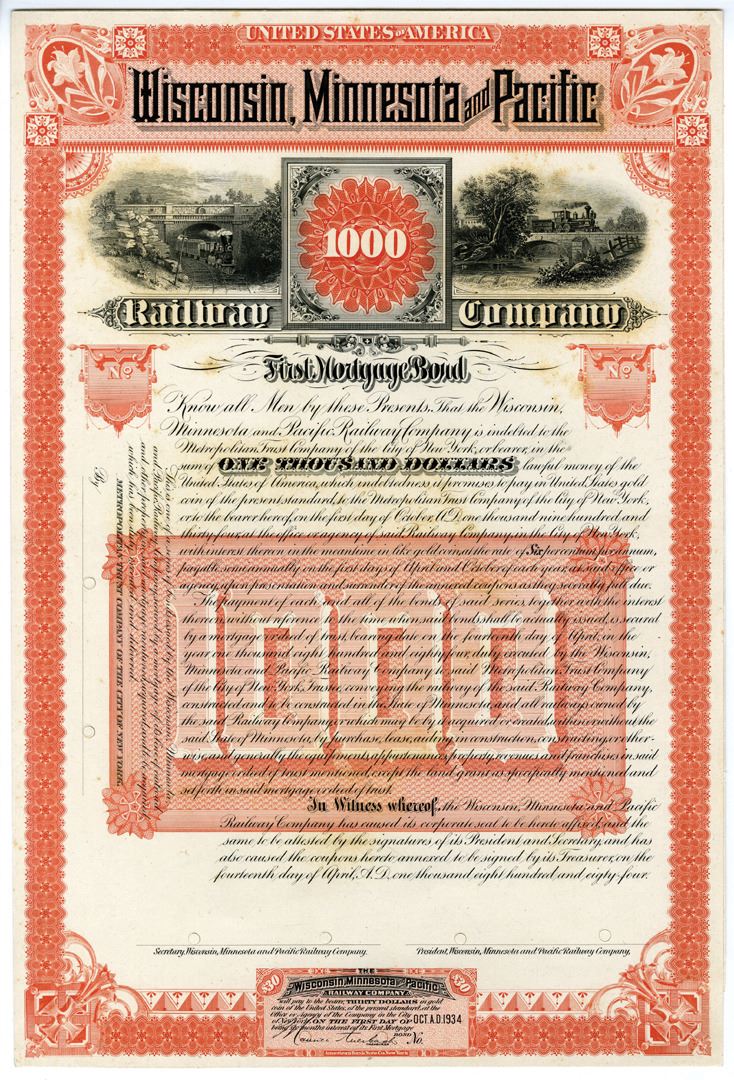 UNITED STATES OF AMERICA
Wisconsin, Minnesota and Pacific
1000
Railway Company
First Mortgage Bond
No
No
Know all Men by these Presents, That the Wisconsin,
Minnesota and Pacific Railway Company is indebted to the
Metropolitan Trust Company of the City of New York, or bearer, in the
sum of ONE THOUSAND DOLLARS lawful money of the
United States of America, which indebtedness it promises to pay in United States gold
coin of the present standard, to the Metropolitan Trust Company of the City of New York,
or to the bearer hereof, on the first day of October, A.D. one thousand nine hundred and
thirty four, at the office or agency of said Railway Company in the City of New York,
with interest thereon in the meantime in like gold coin, at the rate of Six per centum per annum,
payable semi annually on the first days of April and October of each year, at said office or
agency, upon presentation and surrender of the annexed coupons as they severally fall due.
The payment of each and all of the bonds of said series, together with the interest
thereon, without preference as to the time when said bonds shall be actually issued, is secured
by a mortgage or deed of trust, bearing date on the fourteenth day of April, in the
year one thousand eight hundred and eighty four, duly executed by the Wisconsin,
Minnesota and Pacific Railway Company to said Metropolitan Trust Company
of the City of New York, Trustee, conveying the railway of the said Railway Company,
constructed and to be constructed, in the State of Minnesota, and all railways owned by
the said Railway Company or which may be by it acquired or created, within or without the
said State of Minnesota, by purchase, lease, aiding in construction, constructing, or other-
wise, and generally the equipments, appurtenances, property, revenues and franchises in said
mortgage or deed of trust mentioned, except the land grant as specifically mentioned and
set forth in said mortgage or deed of trust.
In Witness whereof, the Wisconsin, Minnesota and Pacific
Railway Company has caused its corporate seal to be hereto affixed, and the
same to be attested by the signatures of its President and Secretary, and has
also caused the coupons hereto annexed to be signed by its Treasurer, on the
fourteenth day of April, A.D. one thousand eight hundred and eighty-four.
METROPOLITAN TRUST COMPANY OF THE CITY OF NEW YORK.
By
Secretary, Wisconsin, Minnesota and Pacific Railway Company.
President, Wisconsin, Minnesota and Pacific Railway Company.
$30
THE
Wisconsin, Minnesota and Pacific
RAILWAY COMPANY
$30
will pay to the bearer, THIRTY DOLLARS in gold
coin of the United States, of the present standard, at the
Office or Agency of the Company in the City
of New York, ON THE FIRST DAY OF OCT. A.D. 1934
being six months interest of its First Mortgage
BOND No.
American Bank Note Co. New York